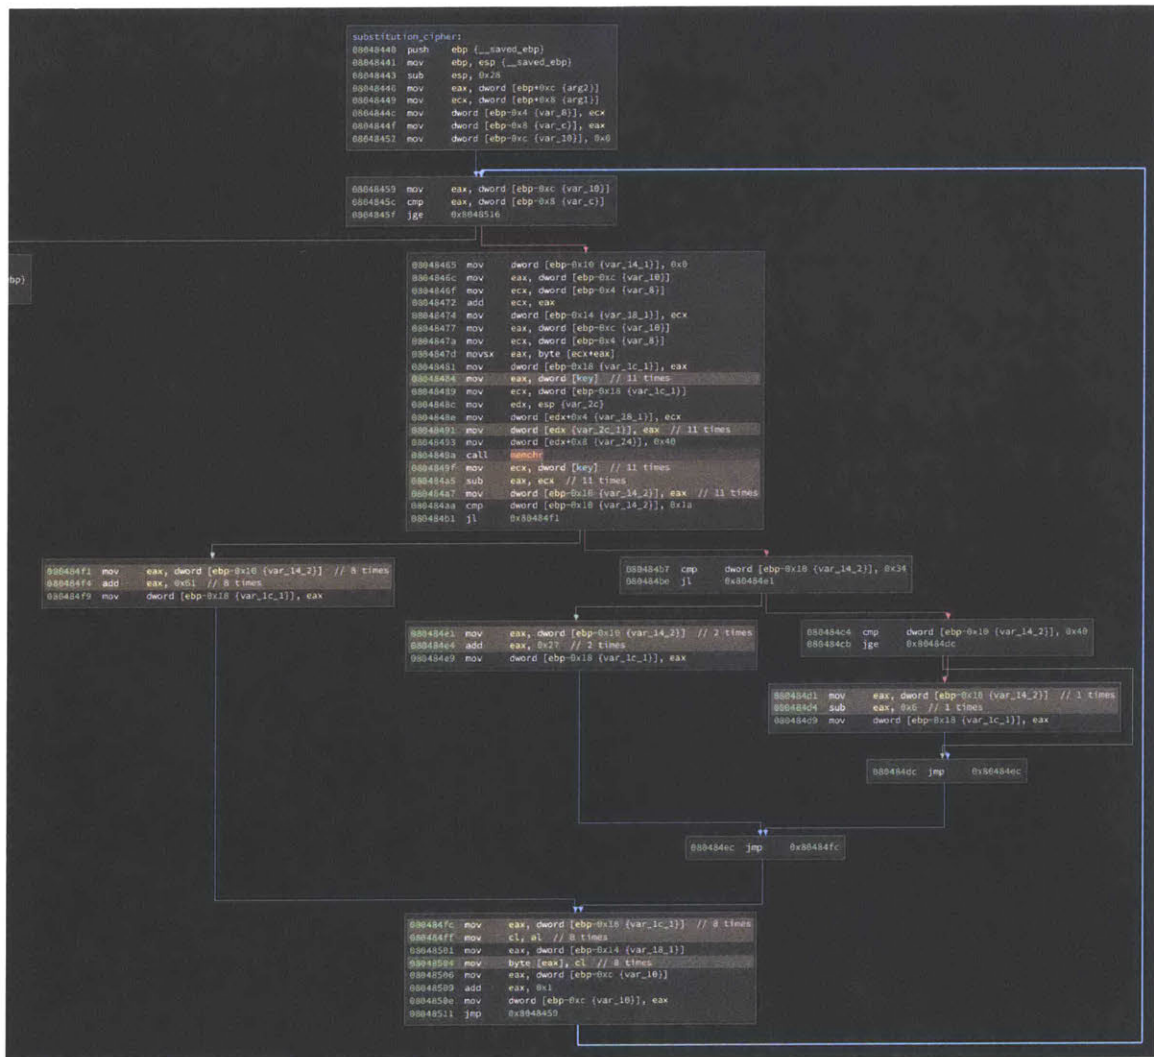 substitution_cipher:
08048440 push ebp {__saved_ebp}
08048441 mov ebp, esp {__saved_ebp}
08048443 sub esp, 0x28
08048446 mov eax, dword [ebp+0xc {arg2}]
08048449 mov ecx, dword [ebp+0x8 {arg1}]
0804844c mov dword [ebp-0x4 {var_8}], ecx
0804844f mov dword [ebp-0x8 {var_c}], eax
08048452 mov dword [ebp-0xc {var_10}], 0x0
08048459 mov eax, dword [ebp-0xc {var_10}]
0804845c cmp eax, dword [ebp-0x8 {var_c}]
0804845f jge 0x8048516
bp}
08048465 mov dword [ebp-0x10 {var_14_1}], 0x0
0804846c mov eax, dword [ebp-0xc {var_10}]
0804846f mov ecx, dword [ebp-0x4 {var_8}]
08048472 add ecx, eax
08048474 mov dword [ebp-0x14 {var_18_1}], ecx
08048477 mov eax, dword [ebp-0xc {var_10}]
0804847a mov ecx, dword [ebp-0x4 {var_8}]
0804847d movsx eax, byte [ecx+eax]
08048481 mov dword [ebp-0x18 {var_1c_1}], eax
08048484 mov eax, dword [key] // 11 times
08048489 mov ecx, dword [ebp-0x18 {var_1c_1}]
0804848c mov edx, esp {var_2c}
0804848e mov dword [edx+0x4 {var_28_1}], ecx
08048491 mov dword [edx {var_2c_1}], eax // 11 times
08048493 mov dword [edx+0x8 {var_24}], 0x40
0804849a call memchr
0804849f mov ecx, dword [key] // 11 times
080484a5 sub eax, ecx // 11 times
080484a7 mov dword [ebp-0x10 {var_14_2}], eax // 11 times
080484aa cmp dword [ebp-0x10 {var_14_2}], 0x1a
080484b1 jl 0x80484f1
080484f1 mov eax, dword [ebp-0x10 {var_14_2}] // 8 times
080484f4 add eax, 0x61 // 8 times
080484f9 mov dword [ebp-0x18 {var_1c_1}], eax
080484b7 cmp dword [ebp-0x10 {var_14_2}], 0x34
080484be jl 0x80484e1
080484e1 mov eax, dword [ebp-0x10 {var_14_2}] // 2 times
080484e4 add eax, 0x27 // 2 times
080484e9 mov dword [ebp-0x18 {var_1c_1}], eax
080484c4 cmp dword [ebp-0x10 {var_14_2}], 0x40
080484cb jge 0x80484dc
080484d1 mov eax, dword [ebp-0x10 {var_14_2}] // 1 times
080484d4 sub eax, 0x6 // 1 times
080484d9 mov dword [ebp-0x18 {var_1c_1}], eax
080484dc jmp 0x80484ec
080484ec jmp 0x80484fc
080484fc mov eax, dword [ebp-0x18 {var_1c_1}] // 8 times
080484ff mov cl, al // 8 times
08048501 mov eax, dword [ebp-0x14 {var_18_1}]
08048504 mov byte [eax], cl // 8 times
08048506 mov eax, dword [ebp-0xc {var_10}]
08048509 add eax, 0x1
0804850e mov dword [ebp-0xc {var_10}], eax
08048511 jmp 0x8048459